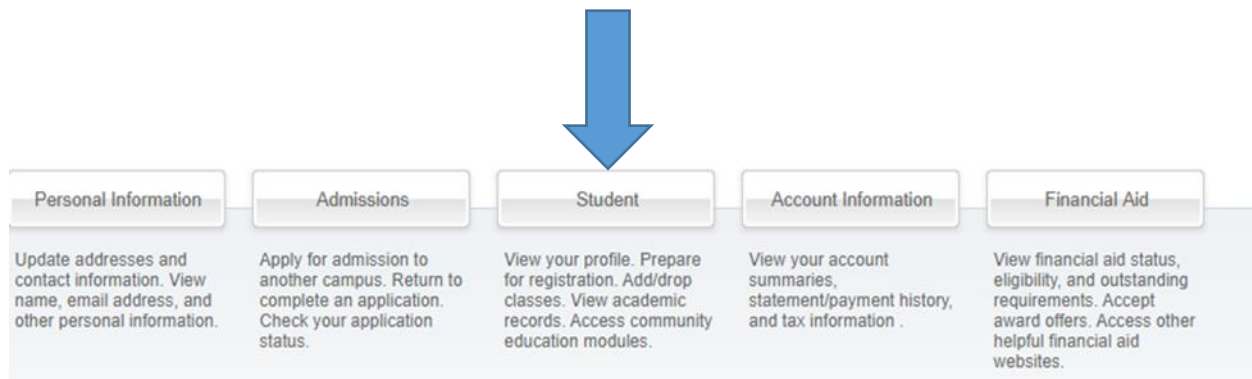 Personal Information
Admissions
Student
Account Information
Financial Aid
Update addresses and
contact information. View
name, email address, and
other personal information.
Apply for admission to
another campus. Return to
complete an application.
Check your application
status.
View your profile. Prepare
for registration. Add/drop
classes. View academic
records. Access community
education modules.
View your account
summaries,
statement/payment history,
and tax information .
View financial aid status,
eligibility, and outstanding
requirements. Accept
award offers. Access other
helpful financial aid
websites.